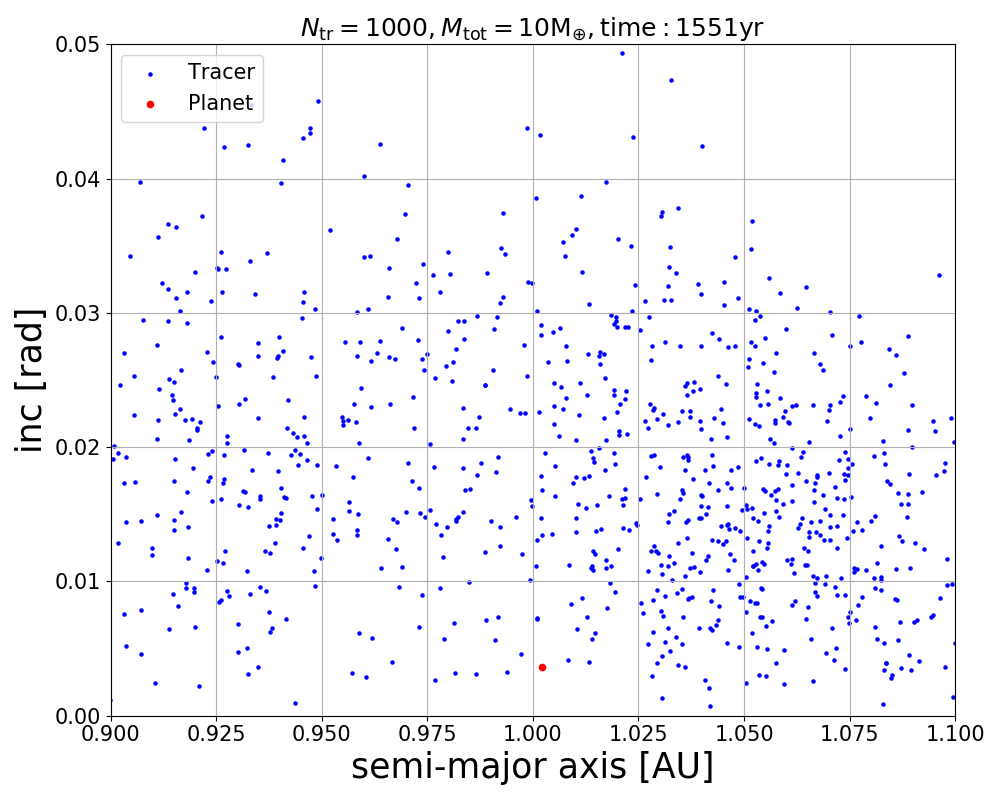 N_tr = 1000, M_tot = 10M_⊕, time : 1551yr
Tracer
Planet
0.05
0.04
0.03
0.02
0.01
0.00
inc [rad]
0.900 0.925 0.950 0.975 1.000 1.025 1.050 1.075 1.100
semi-major axis [AU]